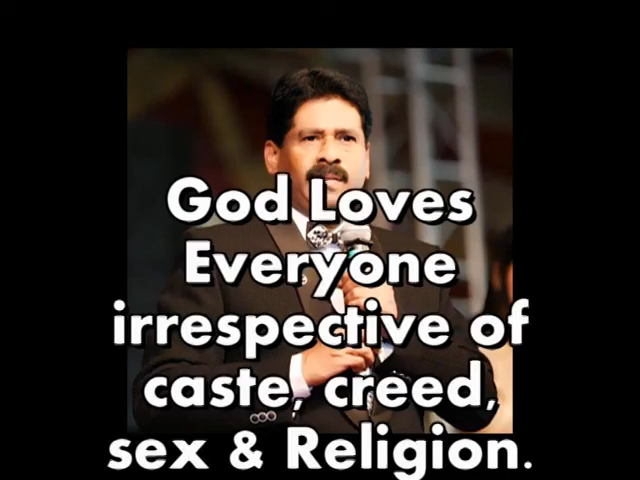 God Loves
Everyone
irrespective of
caste, creed,
sex & Religion.